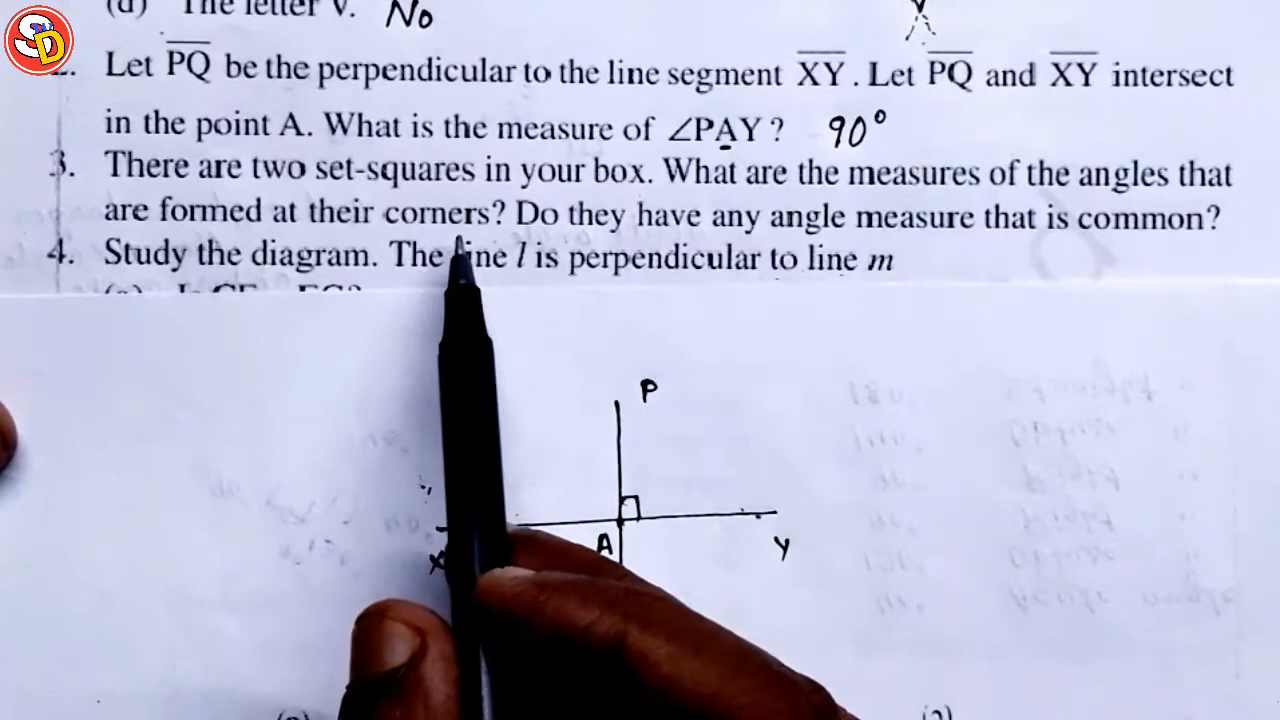 SD
(d) The letter V. No
Let PQ be the perpendicular to the line segment XY. Let PQ and XY intersect
in the point A. What is the measure of ∠PAY? 90°
3. There are two set-squares in your box. What are the measures of the angles that
are formed at their corners? Do they have any angle measure that is common?
4. Study the diagram. The line l is perpendicular to line m
P
A
Y
X